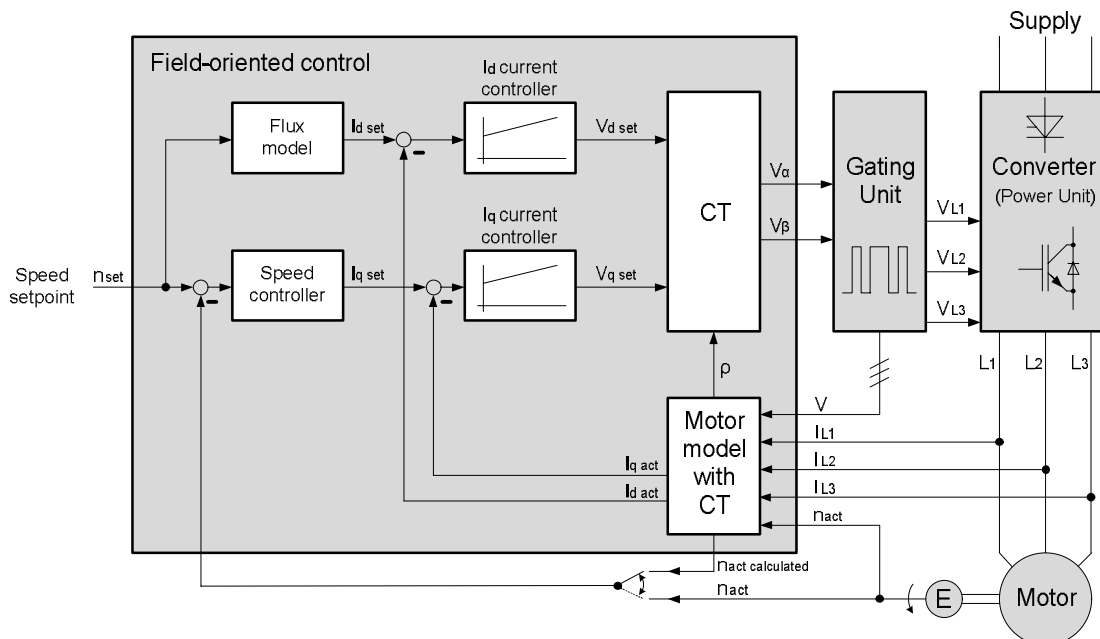 Supply
Field-oriented control
Id current
controller
Iq current
controller
Flux
model
Id set
Vd set
Speed
setpoint
nset
Speed
controller
Iq set
Vq set
CT
Vα
Vβ
Gating
Unit
VL1
VL2
VL3
Converter
(Power Unit)
L1
L2
L3
ρ
Motor
model
with
CT
V
IL1
IL2
IL3
nact
Iq act
Id act
nact calculated
nact
E
Motor